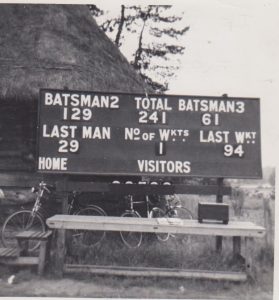 BATSMAN2 TOTAL BATSMAN3
129 241 61
LAST MAN No OF WKTS LAST WKT.
29 1 94
HOME VISITORS